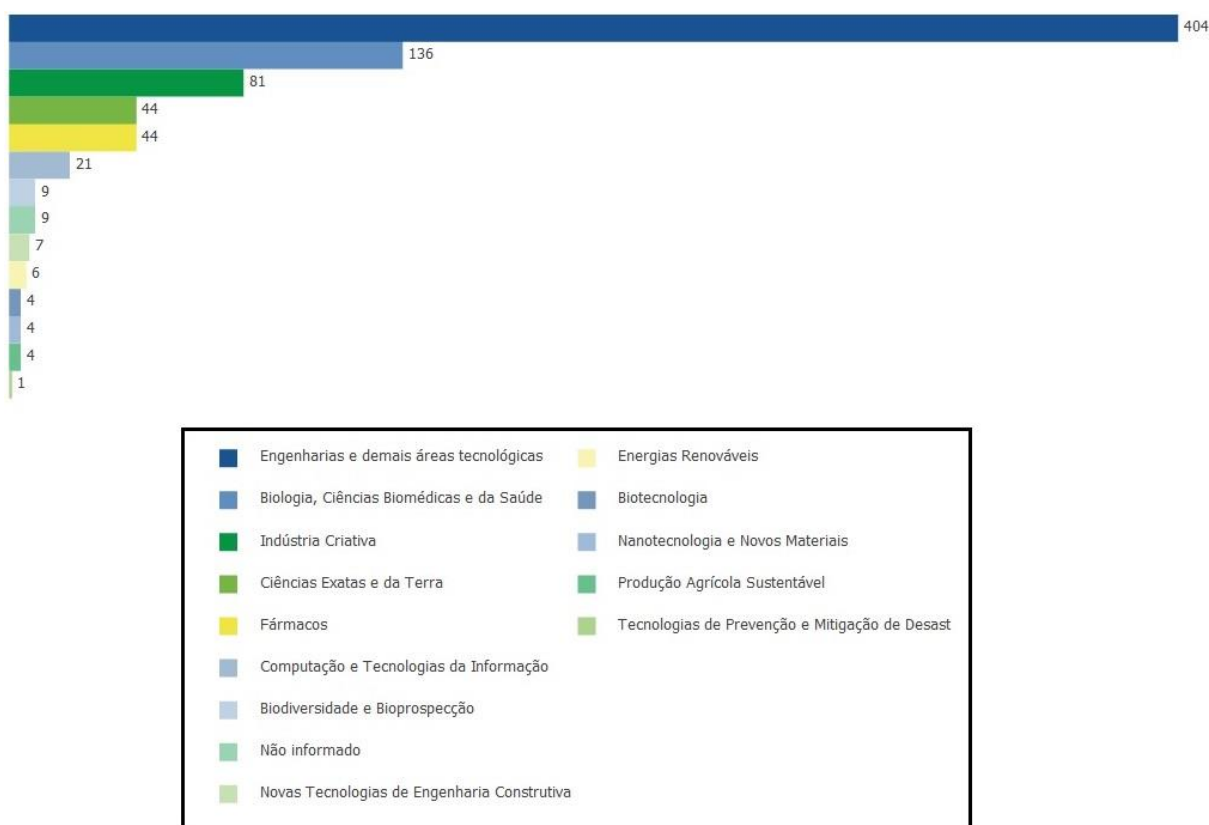 404
136
81
44
44
21
9
9
7
6
4
4
4
1
Engenharias e demais áreas tecnológicas
Biologia, Ciências Biomédicas e da Saúde
Indústria Criativa
Ciências Exatas e da Terra
Fármacos
Computação e Tecnologias da Informação
Biodiversidade e Bioprospecção
Não informado
Novas Tecnologias de Engenharia Construtiva
Energias Renováveis
Biotecnologia
Nanotecnologia e Novos Materiais
Produção Agrícola Sustentável
Tecnologias de Prevenção e Mitigação de Desast